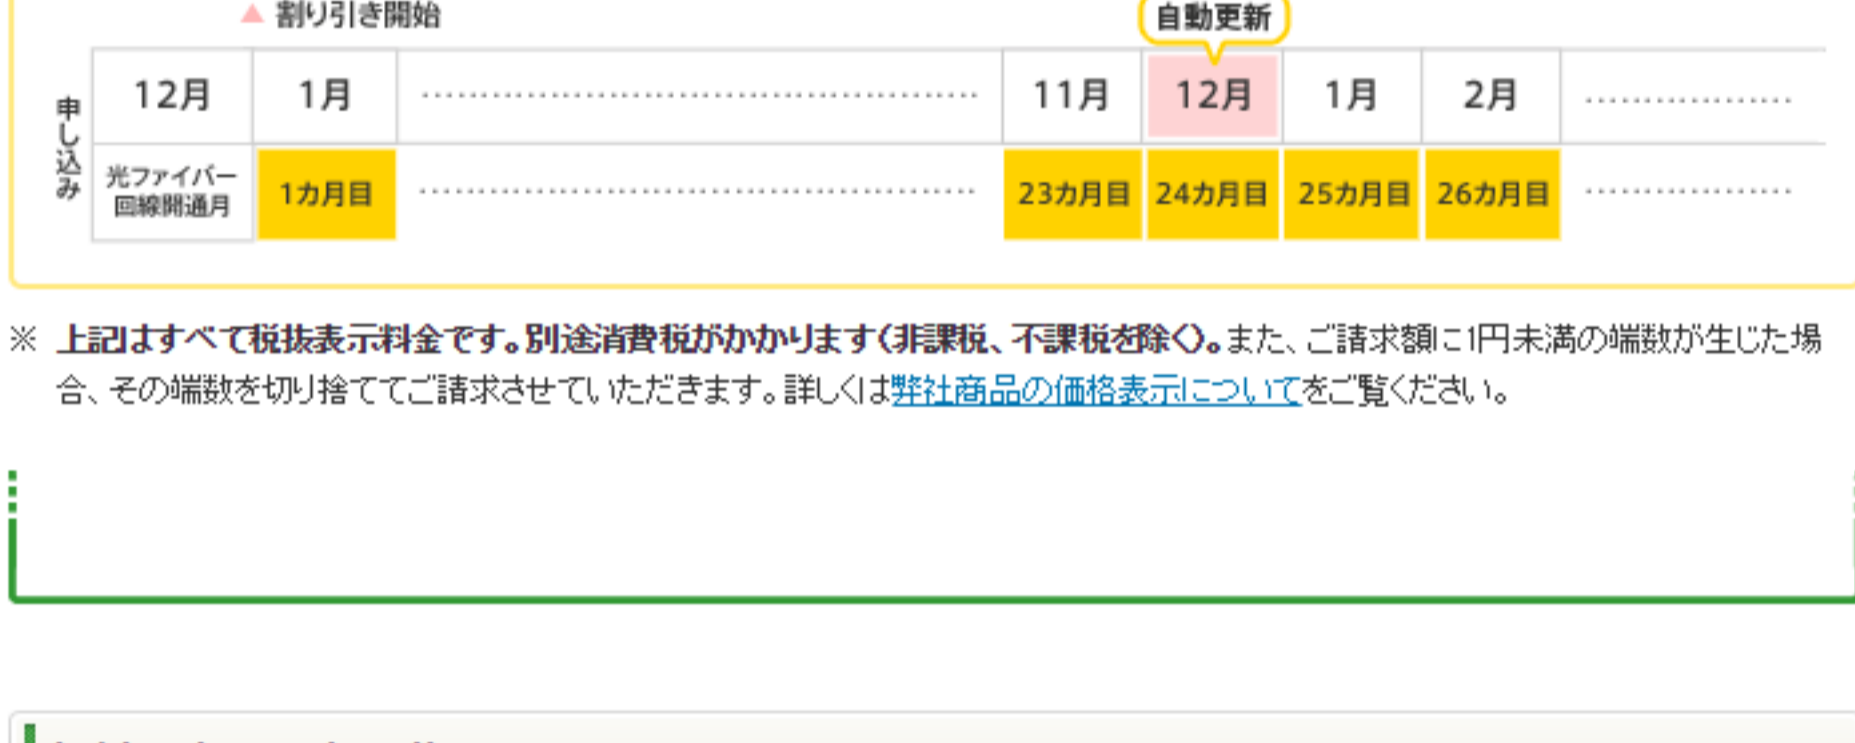 ▲ 割り引き開始
自動更新
申し込み
12月 1月 11月 12月 1月 2月
光ファイバー
回線開通月
1カ月目 23カ月目 24カ月目 25カ月目 26カ月目
※ 上記はすべて税抜表示料金です。別途消費税がかかります(非課税、不課税を除く)。また、ご請求額に1円未満の端数が生じた場
合、その端数を切り捨ててご請求させていただきます。詳しくは弊社商品の価格表示についてをご覧ください。